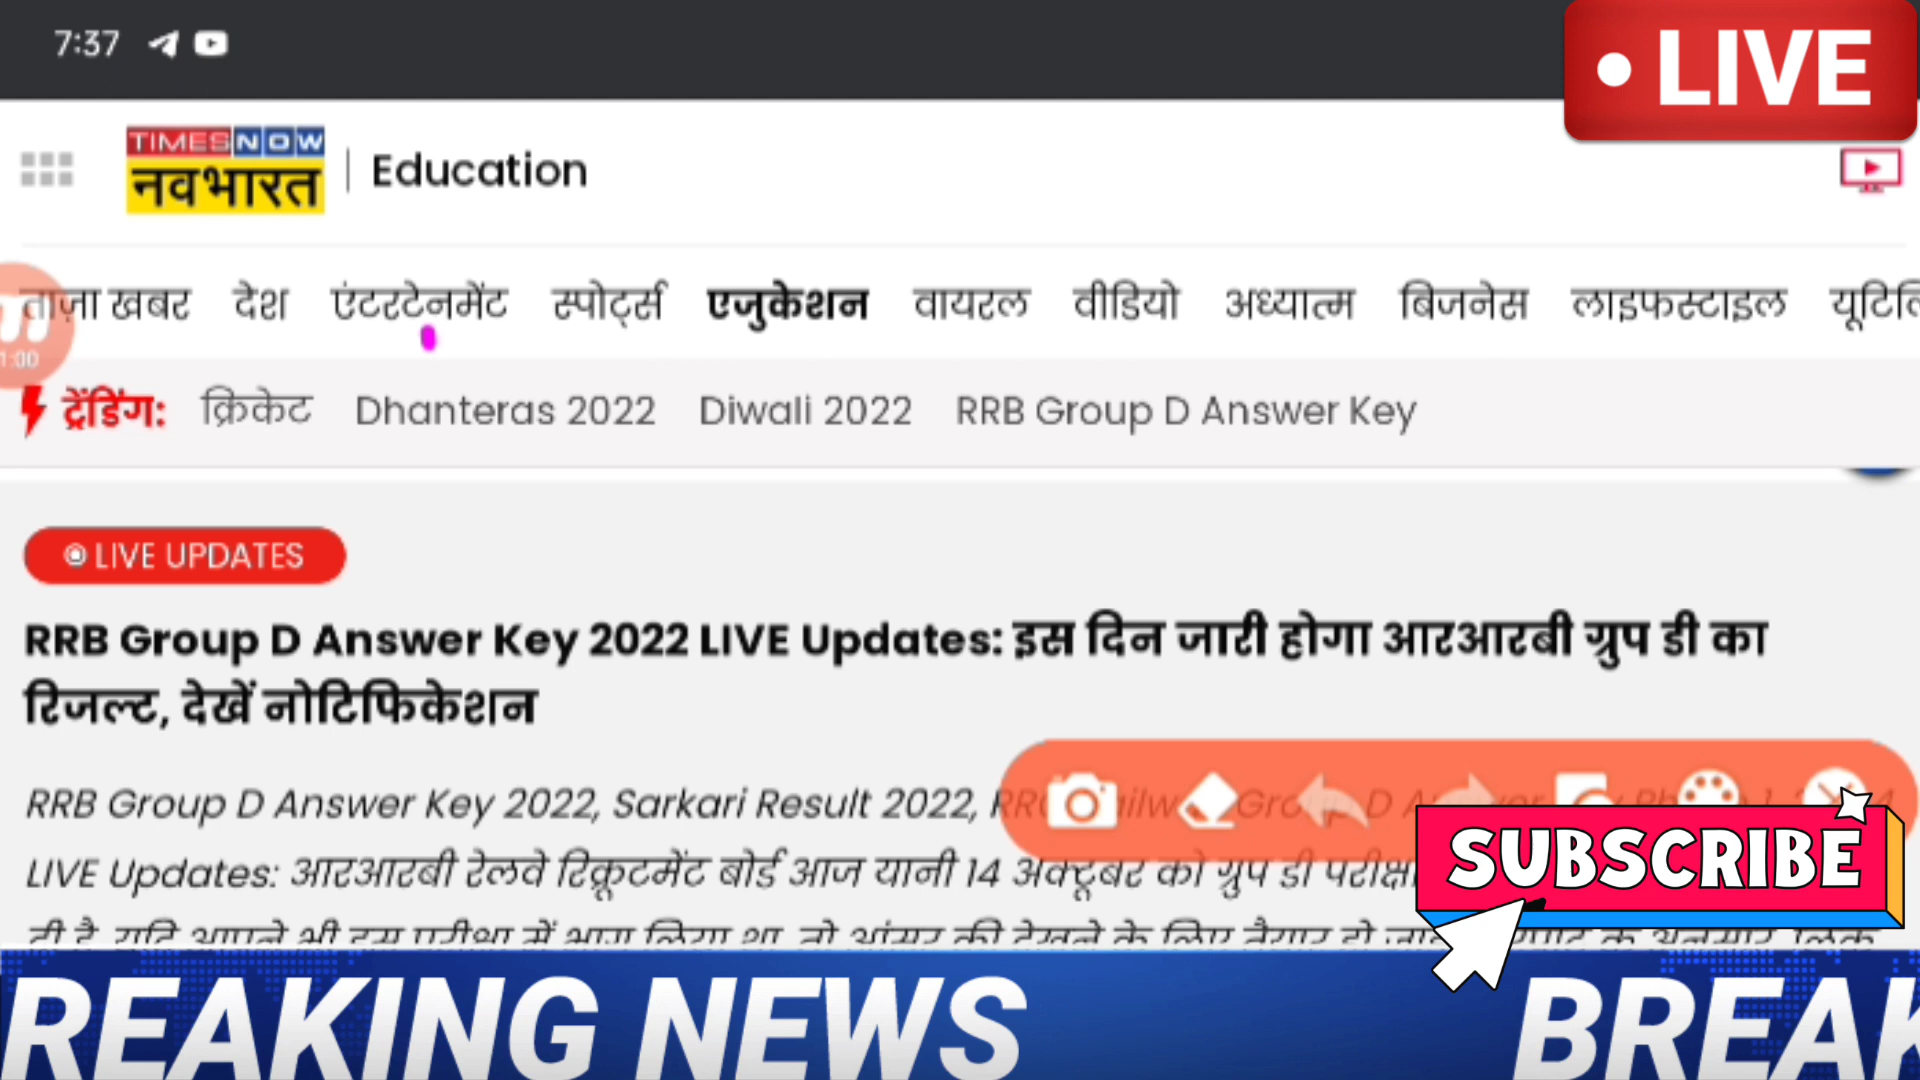 7:37
LIVE
TIMES NOW
नवभारत
Education
ताज़ा खबर देश एंटरटेनमेंट स्पोर्ट्स एजुकेशन वायरल वीडियो अध्यात्म बिजनेस लाइफस्टाइल
1:00
ट्रेंडिंग: क्रिकेट Dhanteras 2022 Diwali 2022 RRB Group D Answer Key
LIVE UPDATES
RRB Group D Answer Key 2022 LIVE Updates: इस दिन जारी होगा आरआरबी ग्रुप डी का
रिजल्ट, देखें नोटिफिकेशन
RRB Group D Answer Key 2022, Sarkari Result 2022,
LIVE Updates: आरआरबी रेलवे रिक्रूटमेंट बोर्ड आज यानी 14 अक्टूबर को ग्रुप डी
SUBSCRIBE
REAKING NEWS BREAK